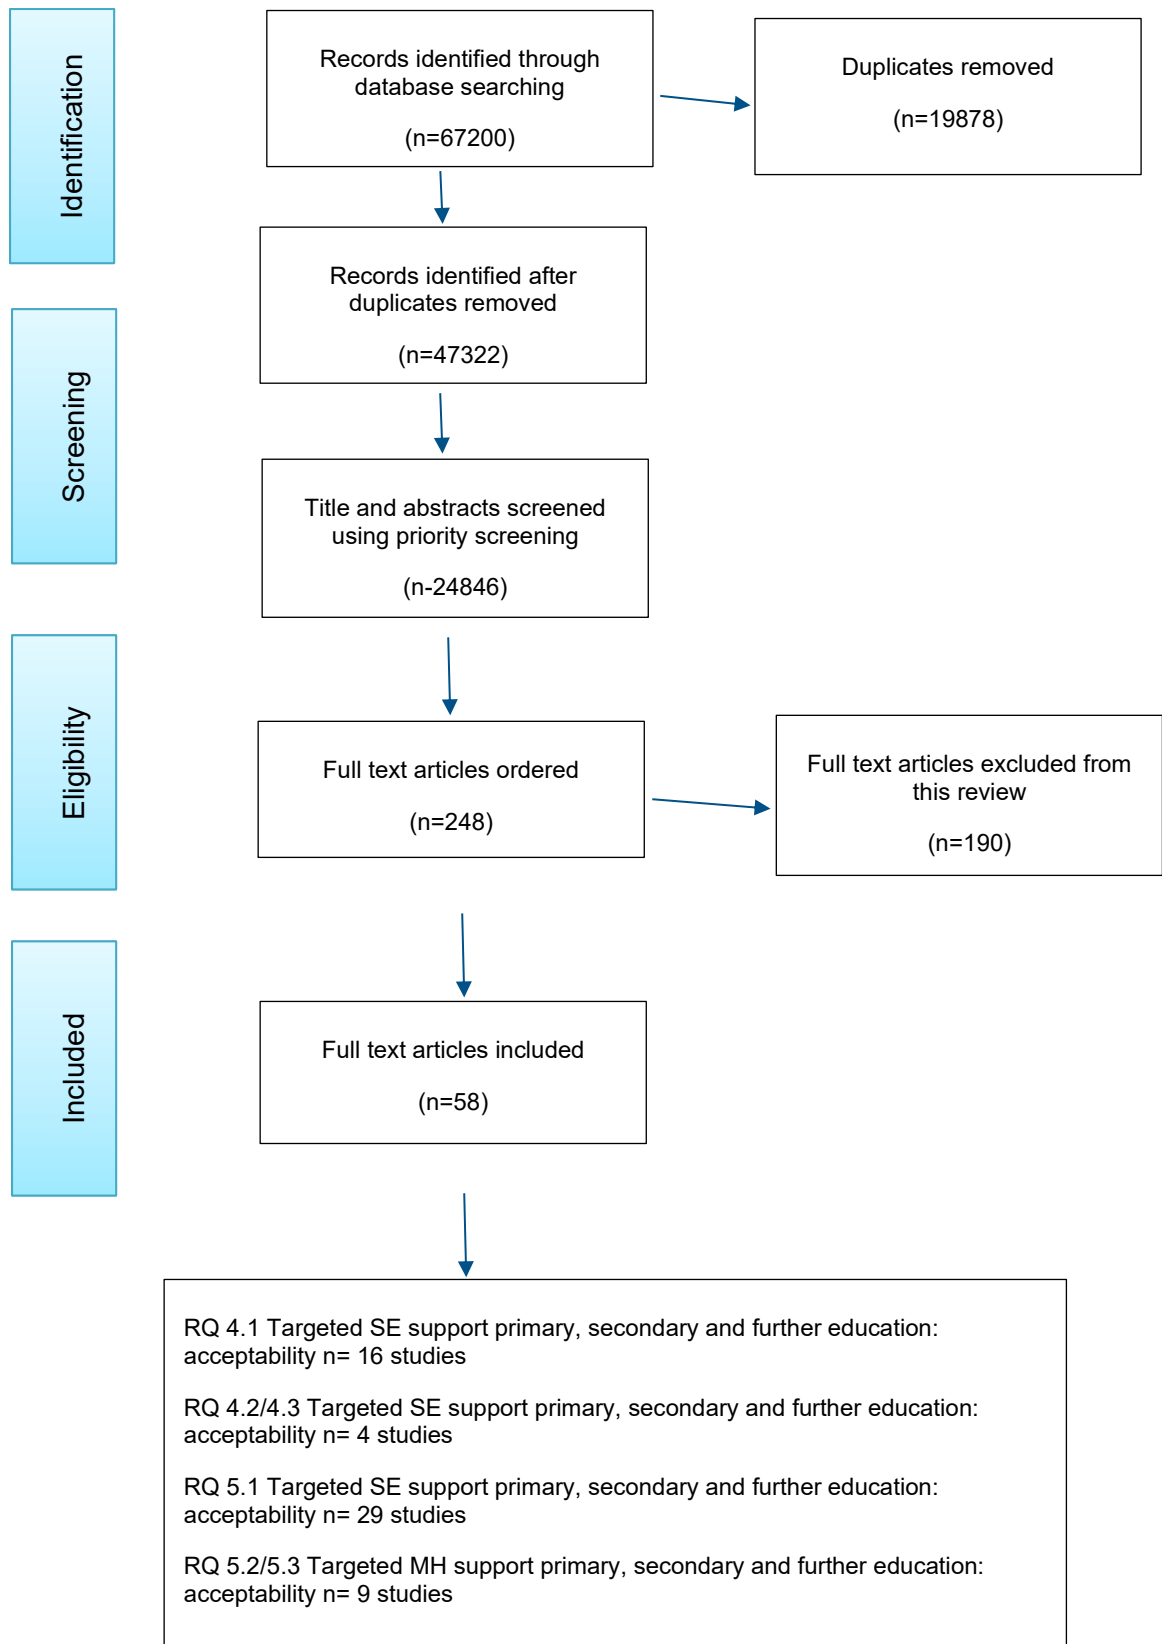 Identification
Records identified through
database searching
(n=67200)
Duplicates removed
(n=19878)
Records identified after
duplicates removed
(n=47322)
Screening
Title and abstracts screened
using priority screening
(n-24846)
Eligibility
Full text articles ordered
(n=248)
Full text articles excluded from
this review
(n=190)
Included
Full text articles included
(n=58)
RQ 4.1 Targeted SE support primary, secondary and further education:
acceptability n= 16 studies
RQ 4.2/4.3 Targeted SE support primary, secondary and further education:
acceptability n= 4 studies
RQ 5.1 Targeted SE support primary, secondary and further education:
acceptability n= 29 studies
RQ 5.2/5.3 Targeted MH support primary, secondary and further education:
acceptability n= 9 studies